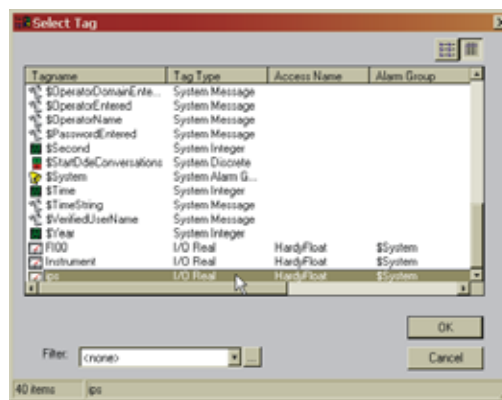 Select Tag
Tagname Tag Type Access Name Alarm Group
$OperatorDomainEnte... System Message
$OperatorEntered System Message
$OperatorName System Message
$PasswordEntered System Message
$Second System Integer
$StartDdeConversations System Discrete
$System System Alarm G...
$Time System Integer
$TimeString System Message
$VerifiedUserName System Message
$Year System Integer
FI00 I/O Real HardyFloat $System
Instrument I/O Real HardyFloat $System
ips I/O Real HardyFloat $System
OK
Filter: <none> ...
Cancel
40 items ips